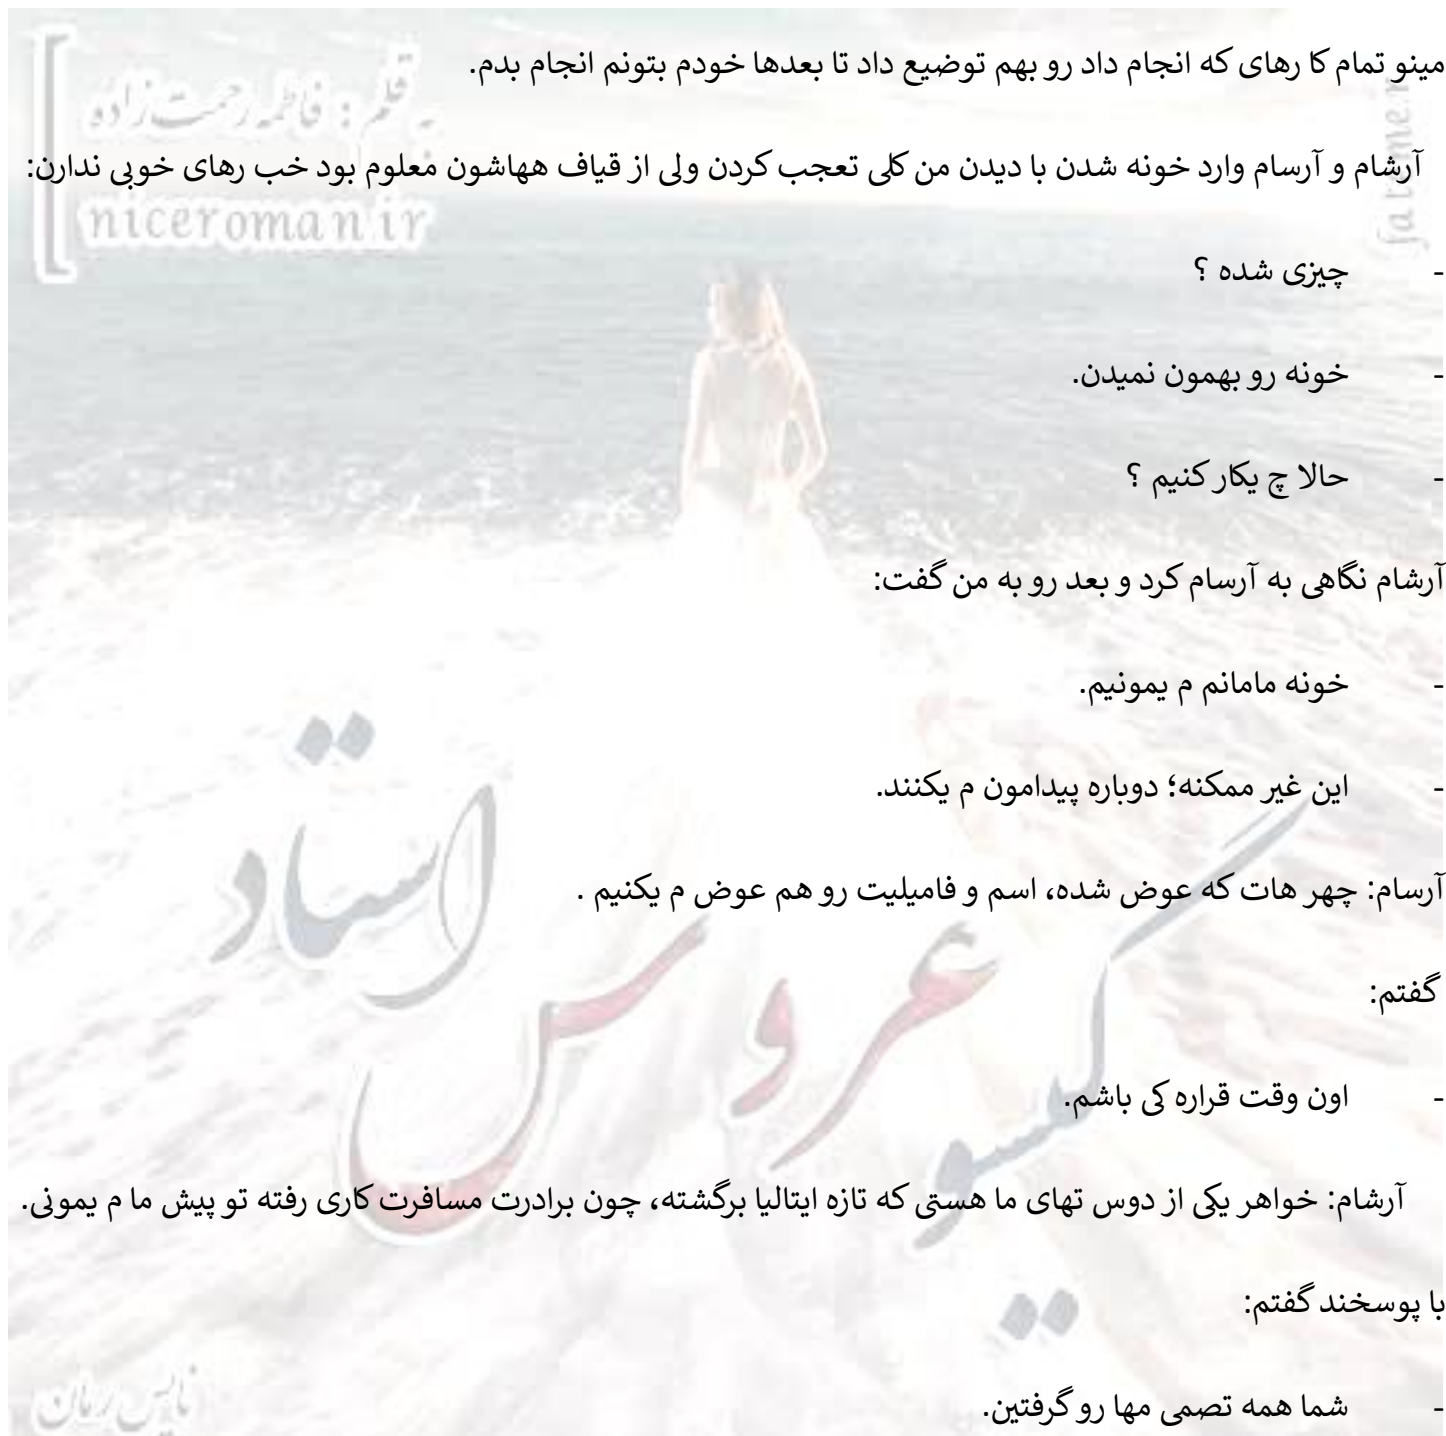 مینو تمام کا رهای که انجام داد رو بهم توضیع داد تا بعدها خودم بتونم انجام بدم.
به قلم : فاطمه رحمت زاده
آرشام و آرسام وارد خونه شدن با دیدن من کلی تعجب کردن ولی از قیاف ههاشون معلوم بود خب رهای خوبی ندارن:
niceroman.ir
- چیزی شده ؟
- خونه رو بهمون نمیدن.
- حالا چ یکار کنیم ؟
آرشام نگاهی به آرسام کرد و بعد رو به من گفت:
- خونه مامانم م یمونیم.
- این غیر ممکنه؛ دوباره پیدامون م یکنند.
آرسام: چهر هات که عوض شده، اسم و فامیلیت رو هم عوض م یکنیم .
گفتم:
- اون وقت قراره کی باشم.
آرشام: خواهر یکی از دوس تهای ما هستی که تازه ایتالیا برگشته، چون برادرت مسافرت کاری رفته تو پیش ما م یمونی.
با پوسخند گفتم:
- شما همه تصمی مها رو گرفتین.
گیسو
عروس
استاد
نایس رمان